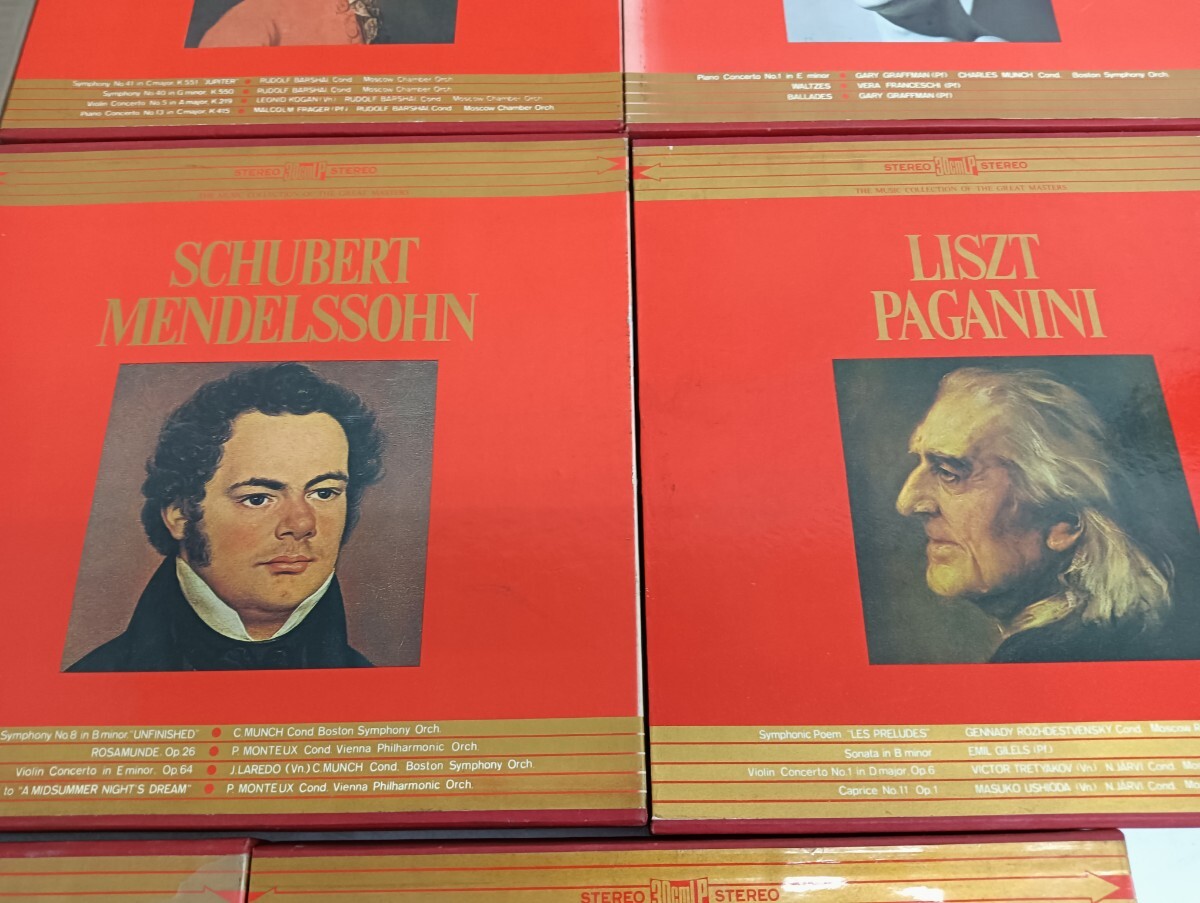 Symphony No.41 in C major. K.551 "JUPITER" ● RUDOLF BARSHAI Cond. Moscow Chamber Orch.
Symphony No.40 in G minor. K.550 ● RUDOLF BARSHAI Cond. Moscow Chamber Orch.
Violin Concerto No.5 in A major. K.219 ● LEONID KOGAN (Vn.) RUDOLF BARSHAI Cond. Moscow Chamber Orch.
Piano Concerto No.13 in C major. K.415 ● MALCOLM FRAGER (Pf.) RUDOLF BARSHAI Cond. Moscow Chamber Orch.
Piano Concerto No.1 in E minor ● GARY GRAFFMAN (Pf) CHARLES MUNCH Cond. Boston Symphony Orch.
WALTZES ● VERA FRANCESCHI (Pf)
BALLADES ● GARY GRAFFMAN (Pf)
STEREO 30cm LP STEREO
SCHUBERT
MENDELSSOHN
Symphony No.8 in B minor "UNFINISHED" ● C.MUNCH Cond Boston Symphony Orch.
ROSAMUNDE. Op.26 ● P. MONTEUX Cond. Vienna Philharmonic Orch.
Violin Concerto in E minor. Op.64 ● J.LAREDO (Vn.) C.MUNCH Cond. Boston Symphony Orch.
to "A MIDSUMMER NIGHT'S DREAM" ● P. MONTEUX Cond. Vienna Philharmonic Orch.
STEREO 30cm LP STEREO
THE MUSIC COLLECTION OF THE GREAT MASTERS
LISZT
PAGANINI
Symphonic Poem "LES PRELUDES" GENNADY ROZHDESTVENSKY Cond. Moscow
Sonata in B minor EMIL GILELS (Pf.)
Violin Concerto No.1 in D major, Op.6 VICTOR TRETYAKOV (Vn.) N.JARVI Cond.
Caprice No.11 Op.1 MASUKO USHIODA (Vn.) N.JARVI Cond.
STEREO 30cm LP STEREO